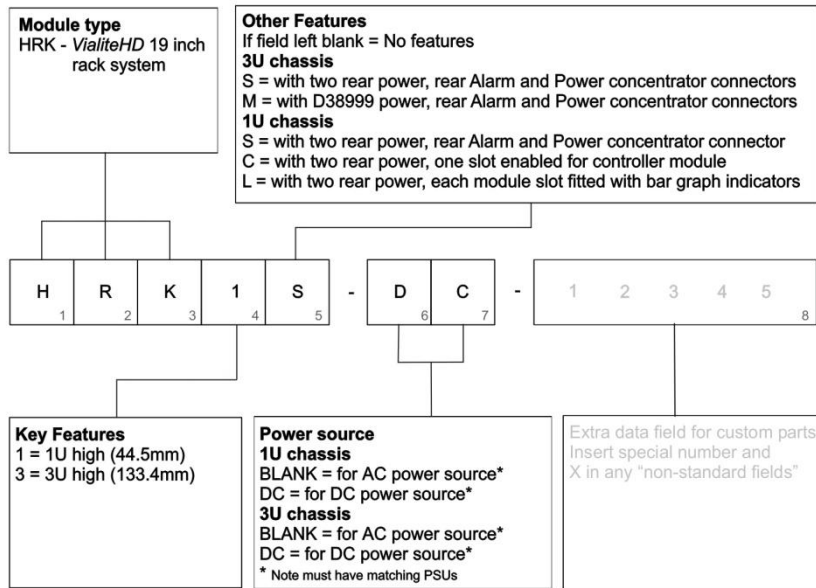 Module type
HRK - VialiteHD 19 inch
rack system
Other Features
If field left blank = No features
3U chassis
S = with two rear power, rear Alarm and Power concentrator connectors
M = with D38999 power, rear Alarm and Power concentrator connectors
1U chassis
S = with two rear power, rear Alarm and Power concentrator connector
C = with two rear power, one slot enabled for controller module
L = with two rear power, each module slot fitted with bar graph indicators
H R K 1 S - D C - 1 2 3 4 5
1 2 3 4 5 6 7 8
Key Features
1 = 1U high (44.5mm)
3 = 3U high (133.4mm)
Power source
1U chassis
BLANK = for AC power source*
DC = for DC power source*
3U chassis
BLANK = for AC power source*
DC = for DC power source*
* Note must have matching PSUs
Extra data field for custom parts
Insert special number and
X in any “non-standard fields”